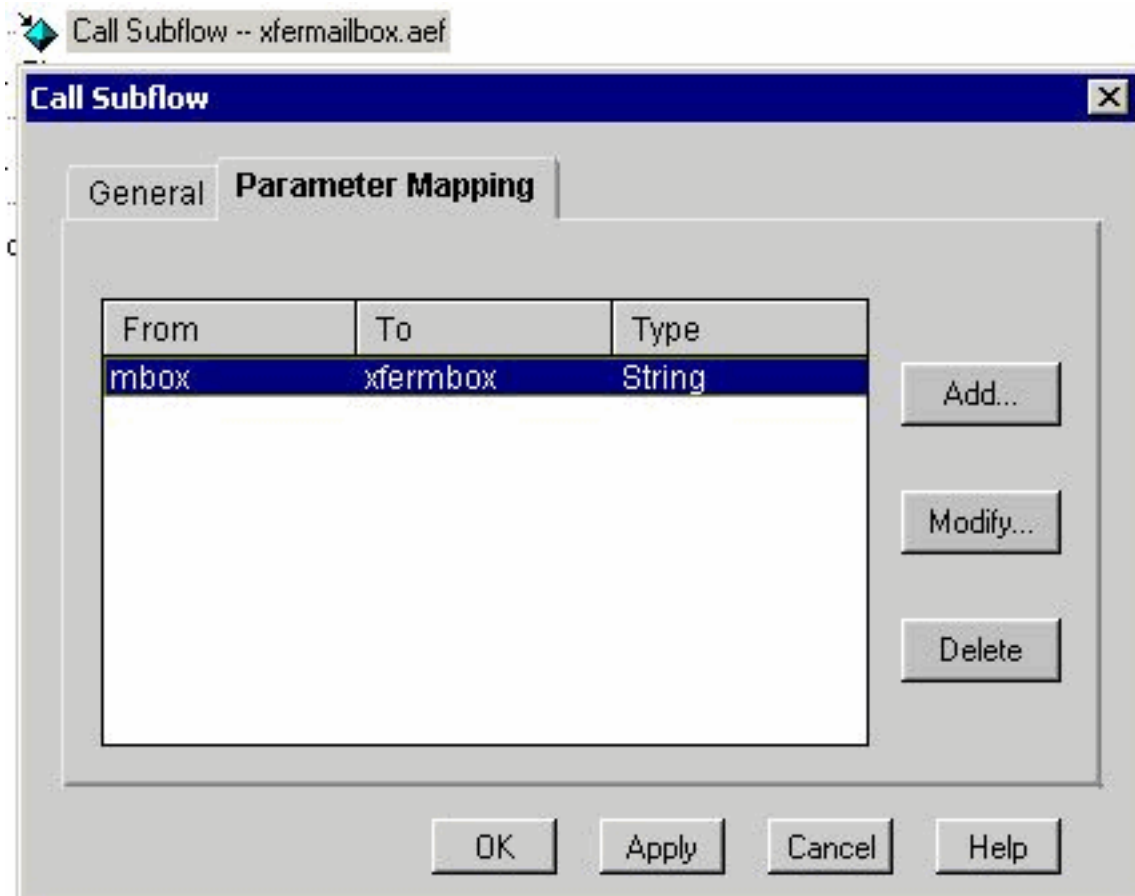 Call Subflow -- xfermailbox.aef
Call Subflow
General Parameter Mapping
From To Type
mbox xfermbox String
Add...
Modify...
Delete
OK Apply Cancel Help